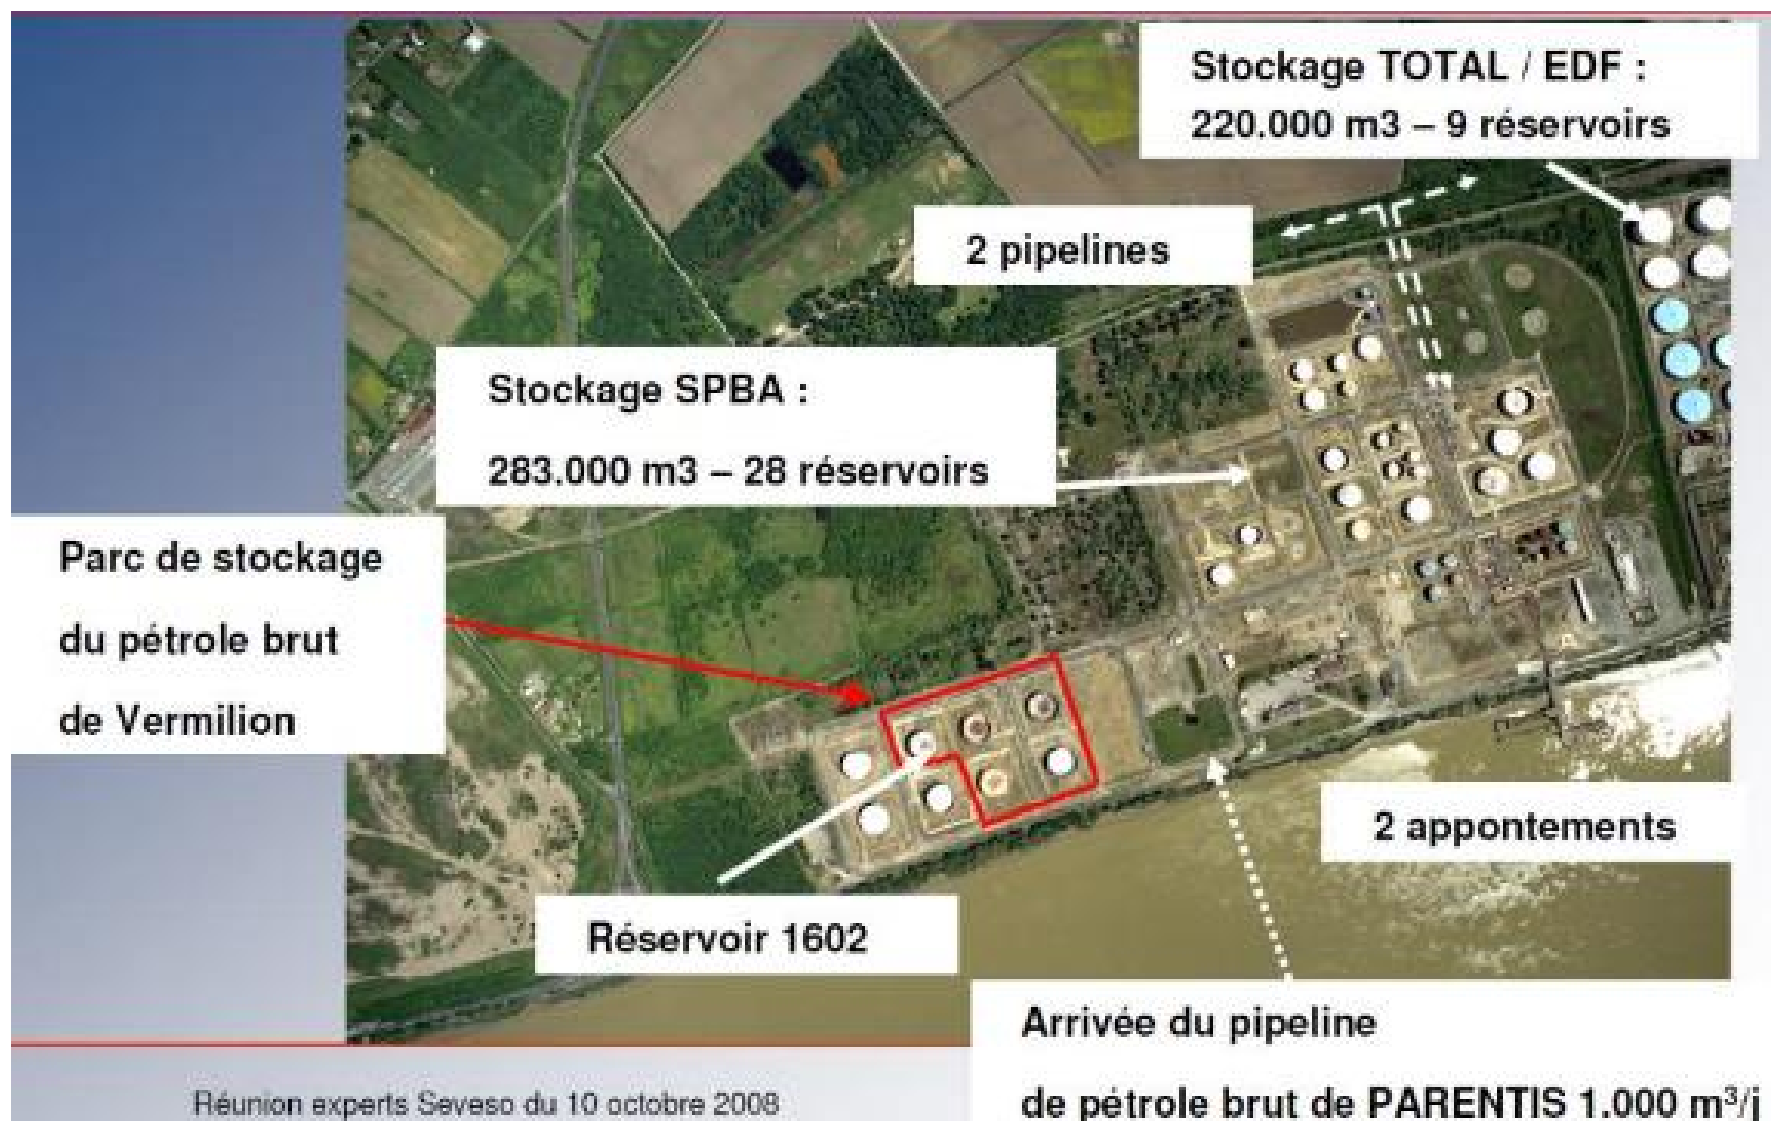 Stockage TOTAL / EDF :
220.000 m3 – 9 réservoirs
2 pipelines
Stockage SPBA :
283.000 m3 – 28 réservoirs
Parc de stockage
du pétrole brut
de Vermilion
2 appontements
Réservoir 1602
Arrivée du pipeline
de pétrole brut de PARENTIS 1.000 m³/j
Réunion experts Seveso du 10 octobre 2008